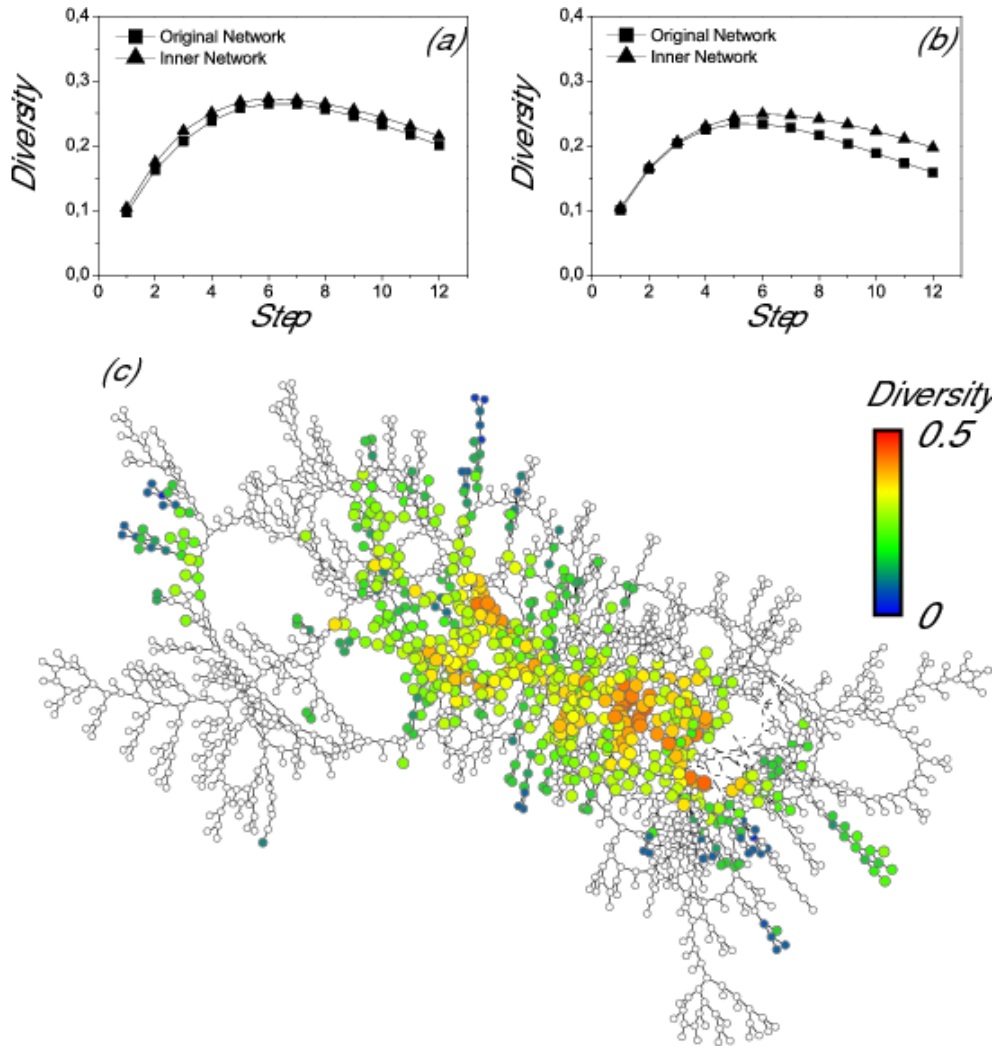 0,4
0,3
0,2
0,1
0,0
Diversity
Original Network
Inner Network
(a)
0 2 4 6 8 10 12
Step
0,4
0,3
0,2
0,1
0,0
Diversity
Original Network
Inner Network
(b)
0 2 4 6 8 10 12
Step
(c)
Diversity
0.5
0